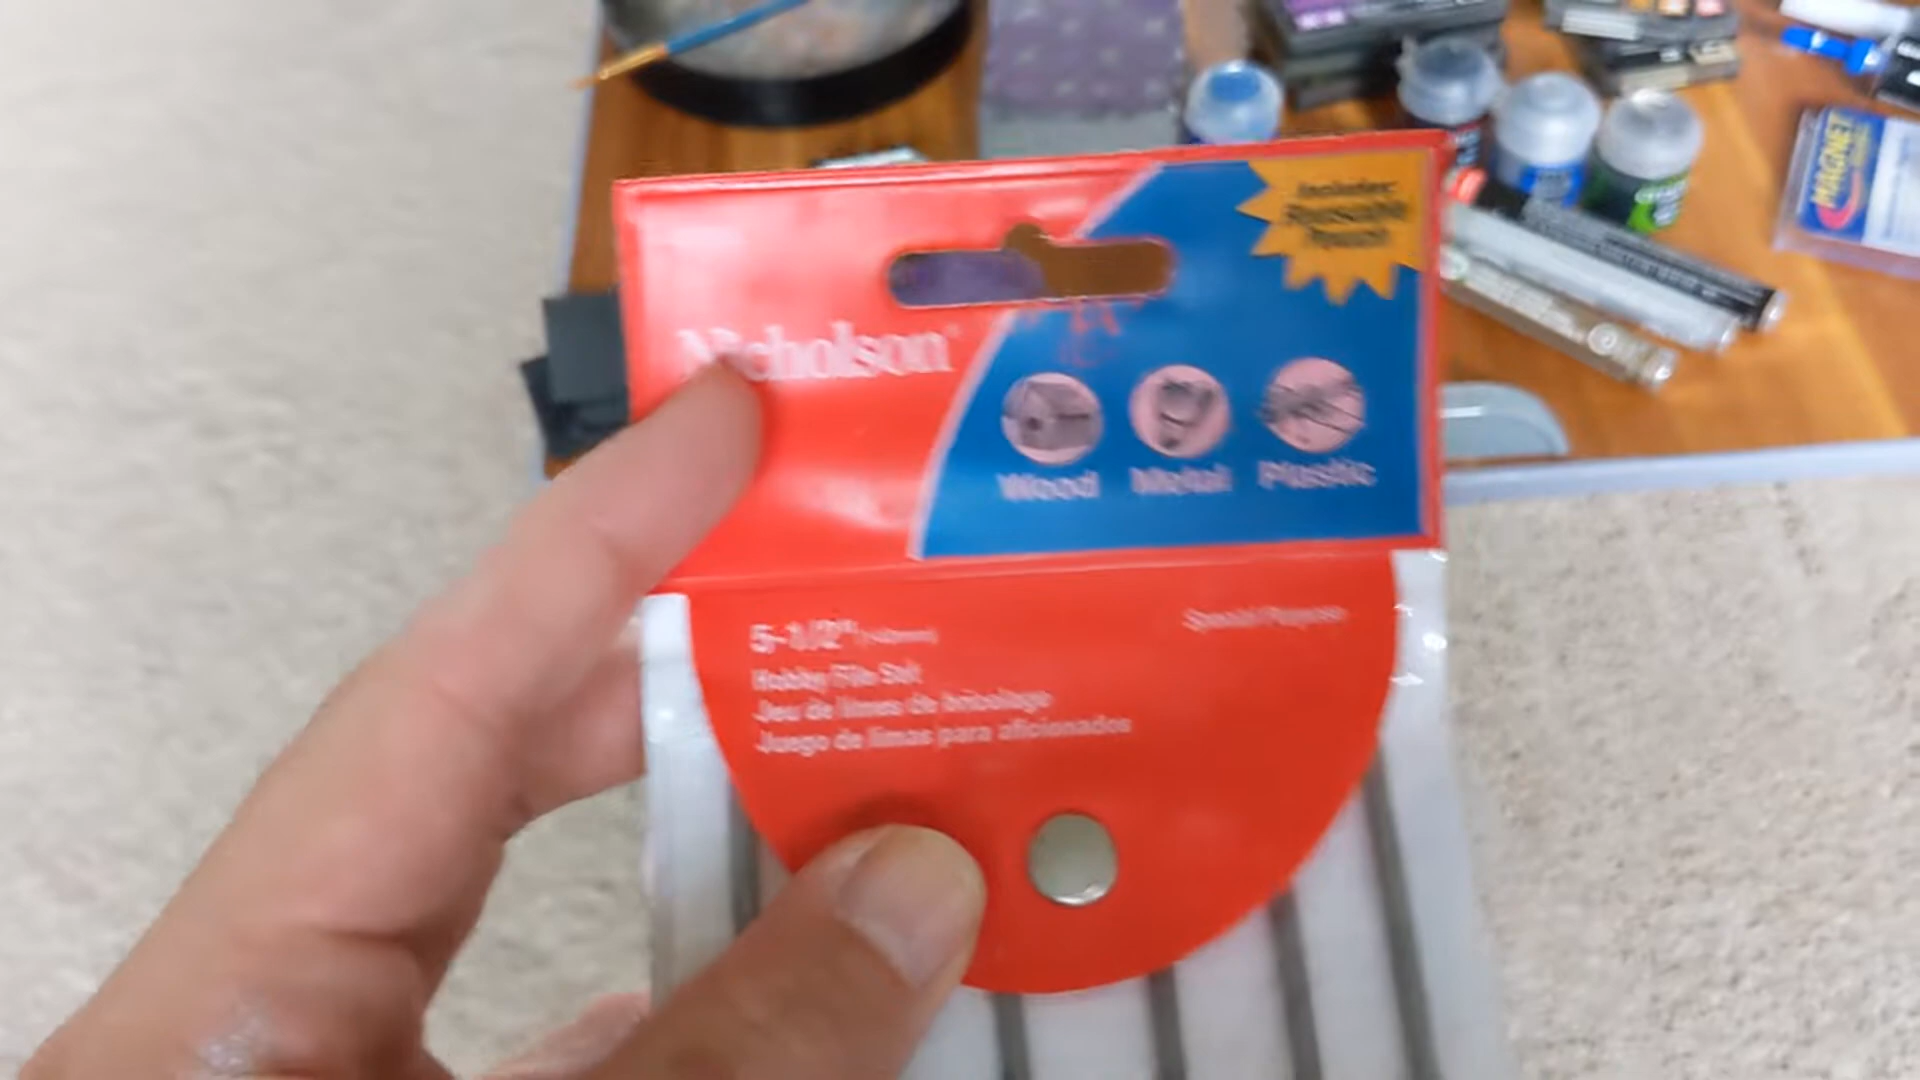 Includes
Reusable
Pouch
Nicholson
Wood Metal Plastic
5-1/2"
Special Purpose
Hobby File Set
Jeu de limes de bricolage
Juego de limas para aficionados
MAGNET